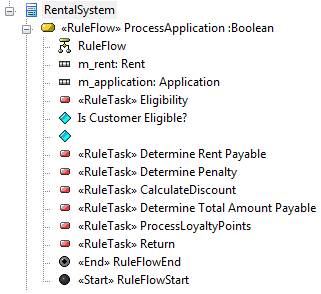 RentalSystem
«RuleFlow» ProcessApplication :Boolean
RuleFlow
m_rent: Rent
m_application: Application
«RuleTask» Eligibility
Is Customer Eligible?
«RuleTask» Determine Rent Payable
«RuleTask» Determine Penalty
«RuleTask» CalculateDiscount
«RuleTask» Determine Total Amount Payable
«RuleTask» ProcessLoyaltyPoints
«RuleTask» Return
«End» RuleFlowEnd
«Start» RuleFlowStart